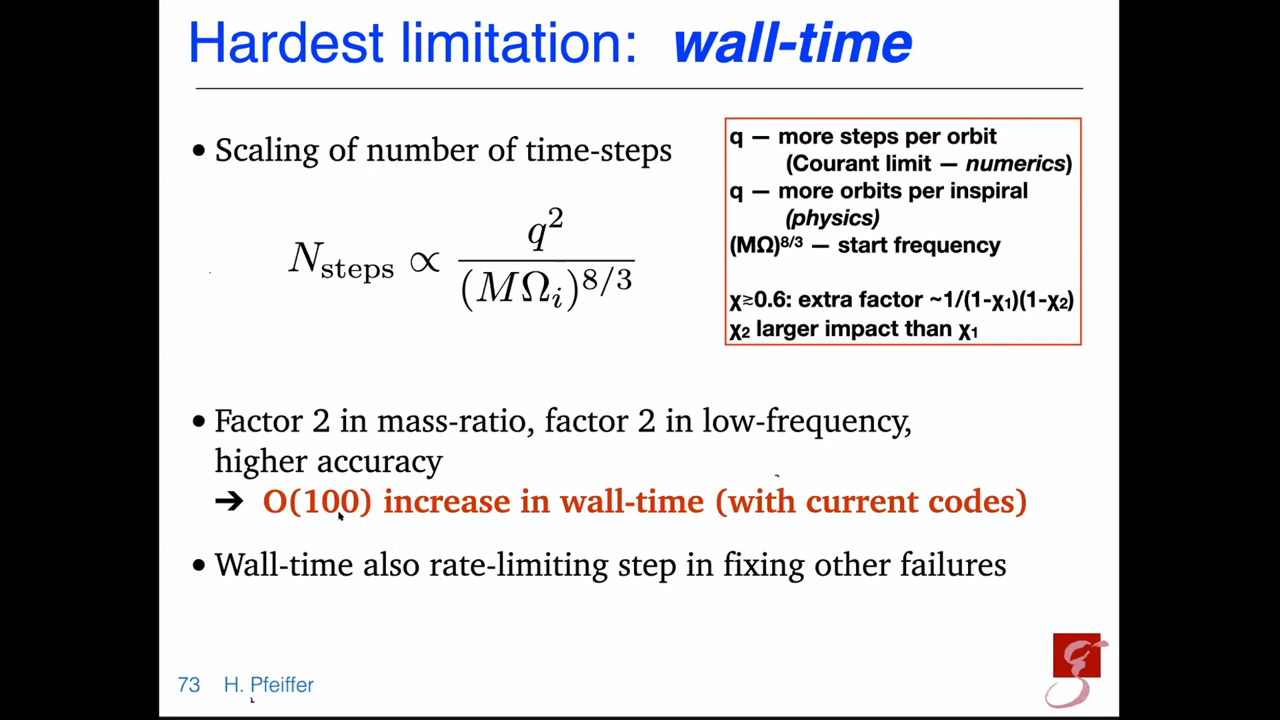 Hardest limitation: wall-time
• Scaling of number of time-steps
N_steps ∝ q^2 / (MΩ_i)^8/3
q — more steps per orbit
(Courant limit — numerics)
q — more orbits per inspiral
(physics)
(MΩ)^8/3 — start frequency
χ≳0.6: extra factor ~1/(1-χ₁)(1-χ₂)
χ₂ larger impact than χ₁
• Factor 2 in mass-ratio, factor 2 in low-frequency,
higher accuracy
➔ O(100) increase in wall-time (with current codes)
• Wall-time also rate-limiting step in fixing other failures
73 H. Pfeiffer